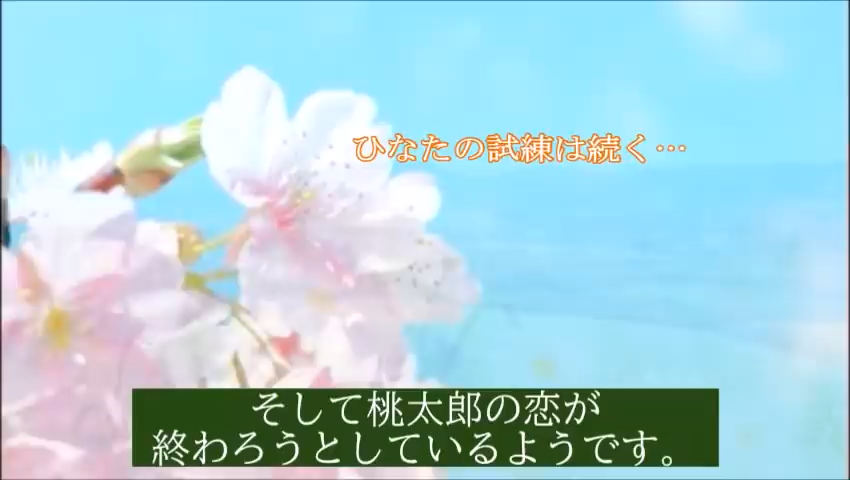 ひなたの試練は続く…
そして桃太郎の恋が
終わろうとしているようです。